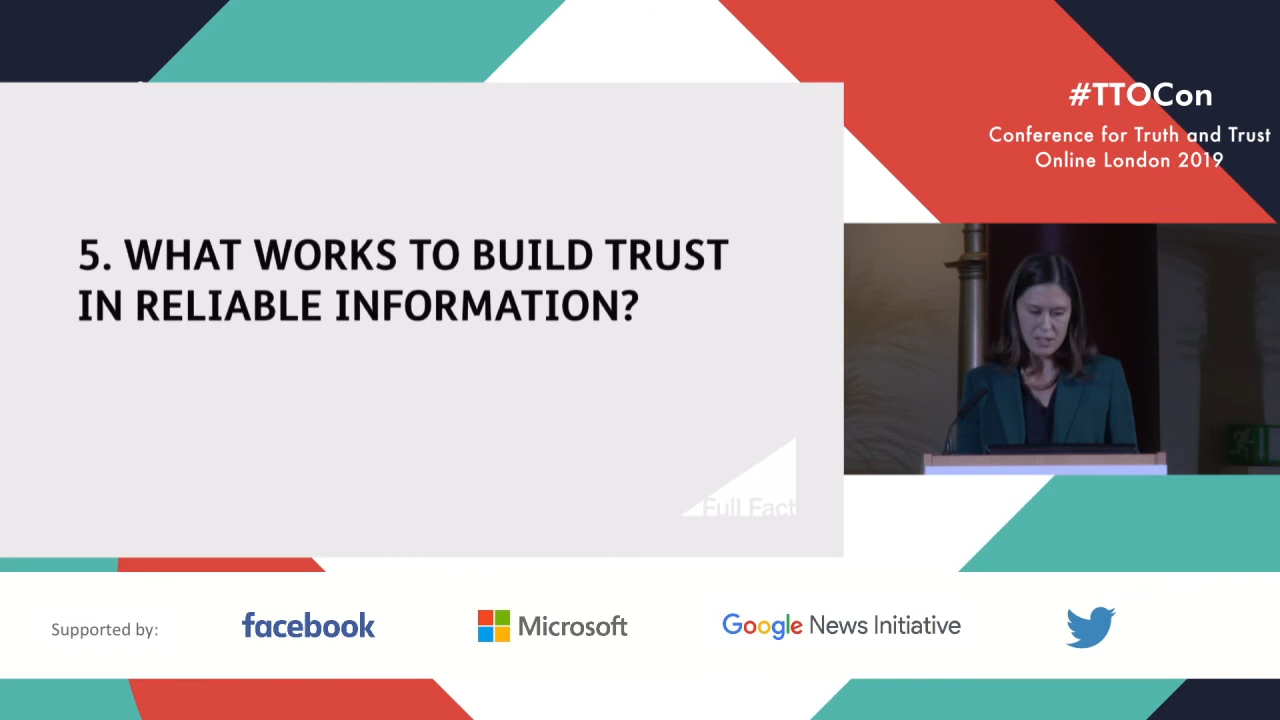 #TTOCon
Conference for Truth and Trust
Online London 2019
5. WHAT WORKS TO BUILD TRUST
IN RELIABLE INFORMATION?
Full Fact
Supported by:
facebook
Microsoft
Google News Initiative